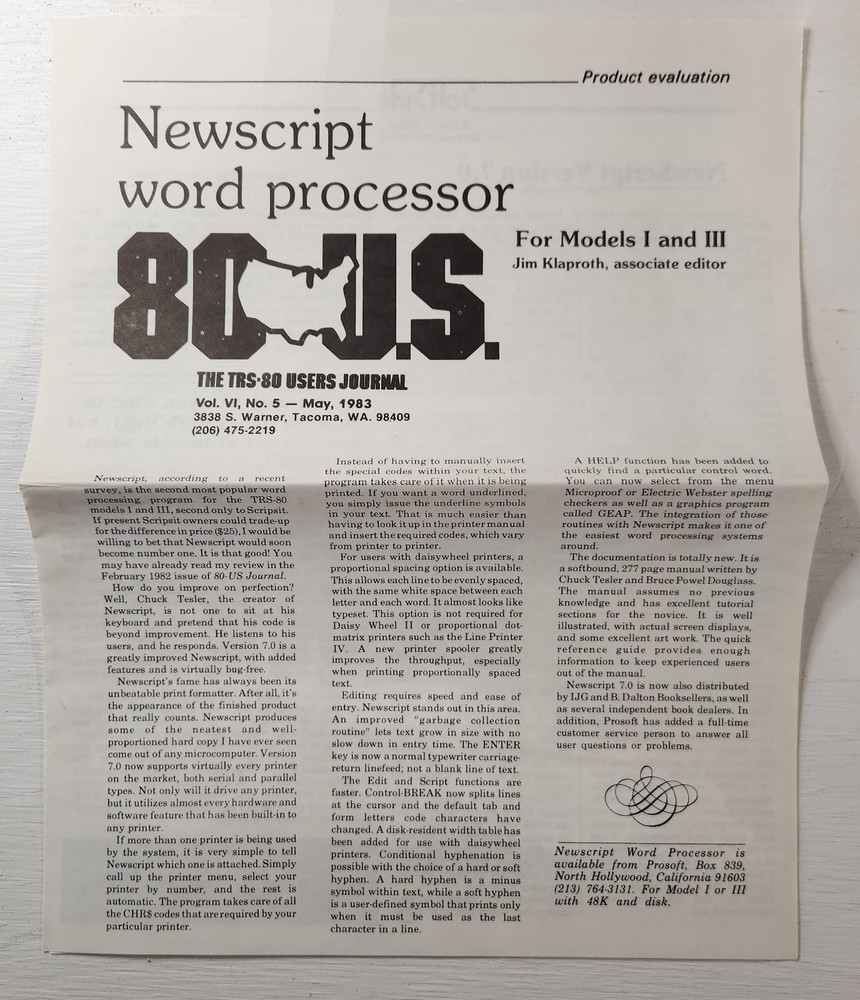 Product evaluation
Newscript
word processor
80 U.S.
For Models I and III
Jim Klaproth, associate editor
THE TRS-80 USERS JOURNAL
Vol. VI, No. 5 — May, 1983
3838 S. Warner, Tacoma, WA. 98409
(206) 475-2219
Newscript, according to a recent
survey, is the second most popular word
processing program for the TRS-80
models I and III, second only to Scripsit.
If present Scripsit owners could trade-up
for the difference in price ($25), I would be
willing to bet that Newscript would soon
become number one. It is that good! You
may have already read my review in the
February 1982 issue of 80-US Journal.
How do you improve on perfection?
Well, Chuck Tesler, the creator of
Newscript, is not one to sit at his
keyboard and pretend that his code is
beyond improvement. He listens to his
users, and he responds. Version 7.0 is a
greatly improved Newscript, with added
features and is virtually bug-free.
Newscript's fame has always been its
unbeatable print formatter. After all, it's
the appearance of the finished product
that really counts. Newscript produces
some of the neatest and well-
proportioned hard copy I have ever seen
come out of any microcomputer. Version
7.0 now supports virtually every printer
on the market, both serial and parallel
types. Not only will it drive any printer,
but it utilizes almost every hardware and
software feature that has been built-in to
any printer.
If more than one printer is being used
by the system, it is very simple to tell
Newscript which one is attached. Simply
call up the printer menu, select your
printer by number, and the rest is
automatic. The program takes care of all
the CHR$ codes that are required by your
particular printer.
Instead of having to manually insert
the special codes within your text, the
program takes care of it when it is being
printed. If you want a word underlined,
you simply issue the underline symbols
in your text. That is much easier than
having to look it up in the printer manual
and insert the required codes, which vary
from printer to printer.
For users with daisywheel printers, a
proportional spacing option is available.
This allows each line to be evenly spaced,
with the same white space between each
letter and each word. It almost looks like
typeset. This option is not required for
Daisy Wheel II or proportional dot-
matrix printers such as the Line Printer
IV. A new printer spooler greatly
improves the throughput, especially
when printing proportionally spaced
text.
Editing requires speed and ease of
entry. Newscript stands out in this area.
An improved "garbage collection
routine" lets text grow in size with no
slow down in entry time. The ENTER
key is now a normal typewriter carriage-
return linefeed; not a blank line of text.
The Edit and Script functions are
faster. Control-BREAK now splits lines
at the cursor and the default tab and
form letters code characters have
changed. A disk-resident width table has
been added for use with daisywheel
printers. Conditional hyphenation is
possible with the choice of a hard or soft
hyphen. A hard hyphen is a minus
symbol within text, while a soft hyphen
is a user-defined symbol that prints only
when it must be used as the last
character in a line.
A HELP function has been added to
quickly find a particular control word.
You can now select from the menu
Microproof or Electric Webster spelling
checkers as well as a graphics program
called GEAP. The integration of those
routines with Newscript makes it one of
the easiest word processing systems
around.
The documentation is totally new. It is
a softbound, 277 page manual written by
Chuck Tesler and Bruce Powel Douglass.
The manual assumes no previous
knowledge and has excellent tutorial
sections for the novice. It is well
illustrated, with actual screen displays,
and some excellent art work. The quick
reference guide provides enough
information to keep experienced users
out of the manual.
Newscript 7.0 is now also distributed
by IJG and B. Dalton Booksellers, as well
as several independent book dealers. In
addition, Prosoft has added a full-time
customer service person to answer all
user questions or problems.
Newscript Word Processor is
available from Prosoft, Box 839,
North Hollywood, California 91603
(213) 764-3131. For Model I or III
with 48K and disk.